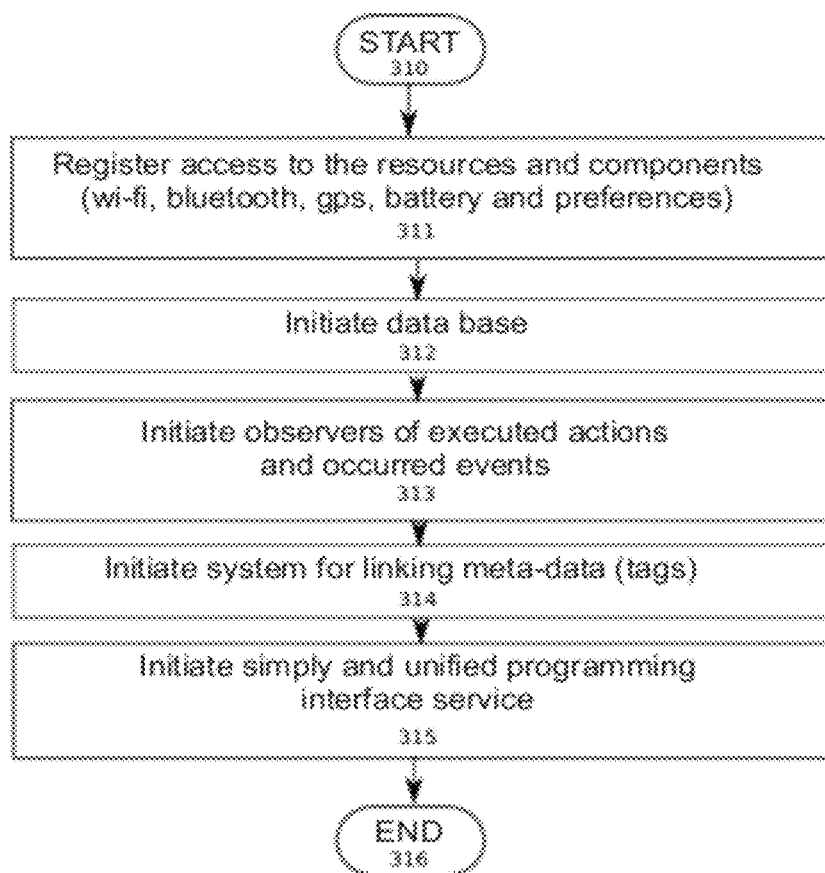 START
310
Register access to the resources and components
(wi-fi, bluetooth, gps, battery and preferences)
311
Initiate data base
312
Initiate observers of executed actions
and occurred events
313
Initiate system for linking meta-data (tags)
314
Initiate simply and unified programming
interface service
315
END
316